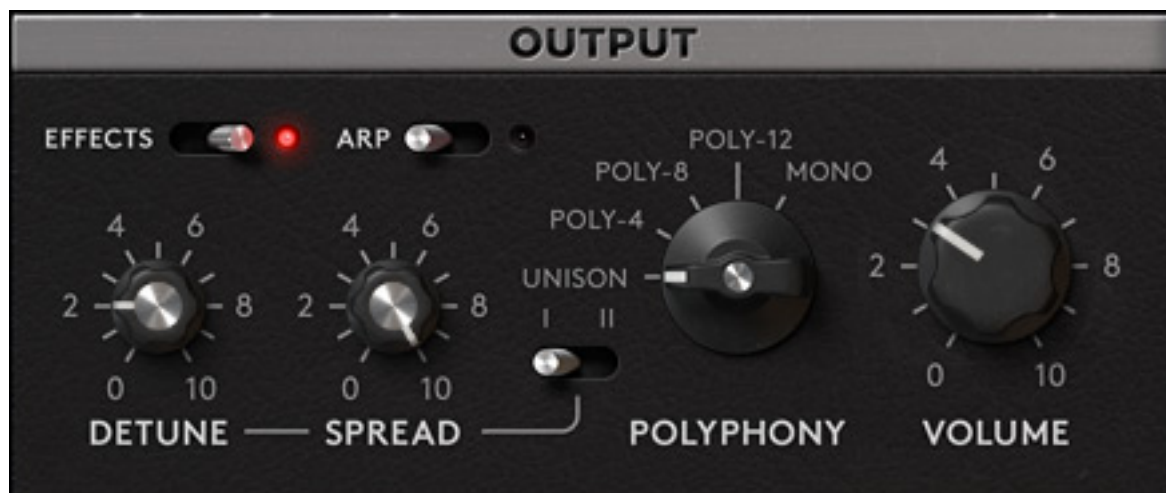 OUTPUT
EFFECTS ARP
POLY-12
POLY-8 MONO
POLY-4
UNISON
I II
4 6 4 6 4 6
2 8 2 8 2 8
0 10 0 10 0 10
DETUNE SPREAD POLYPHONY VOLUME